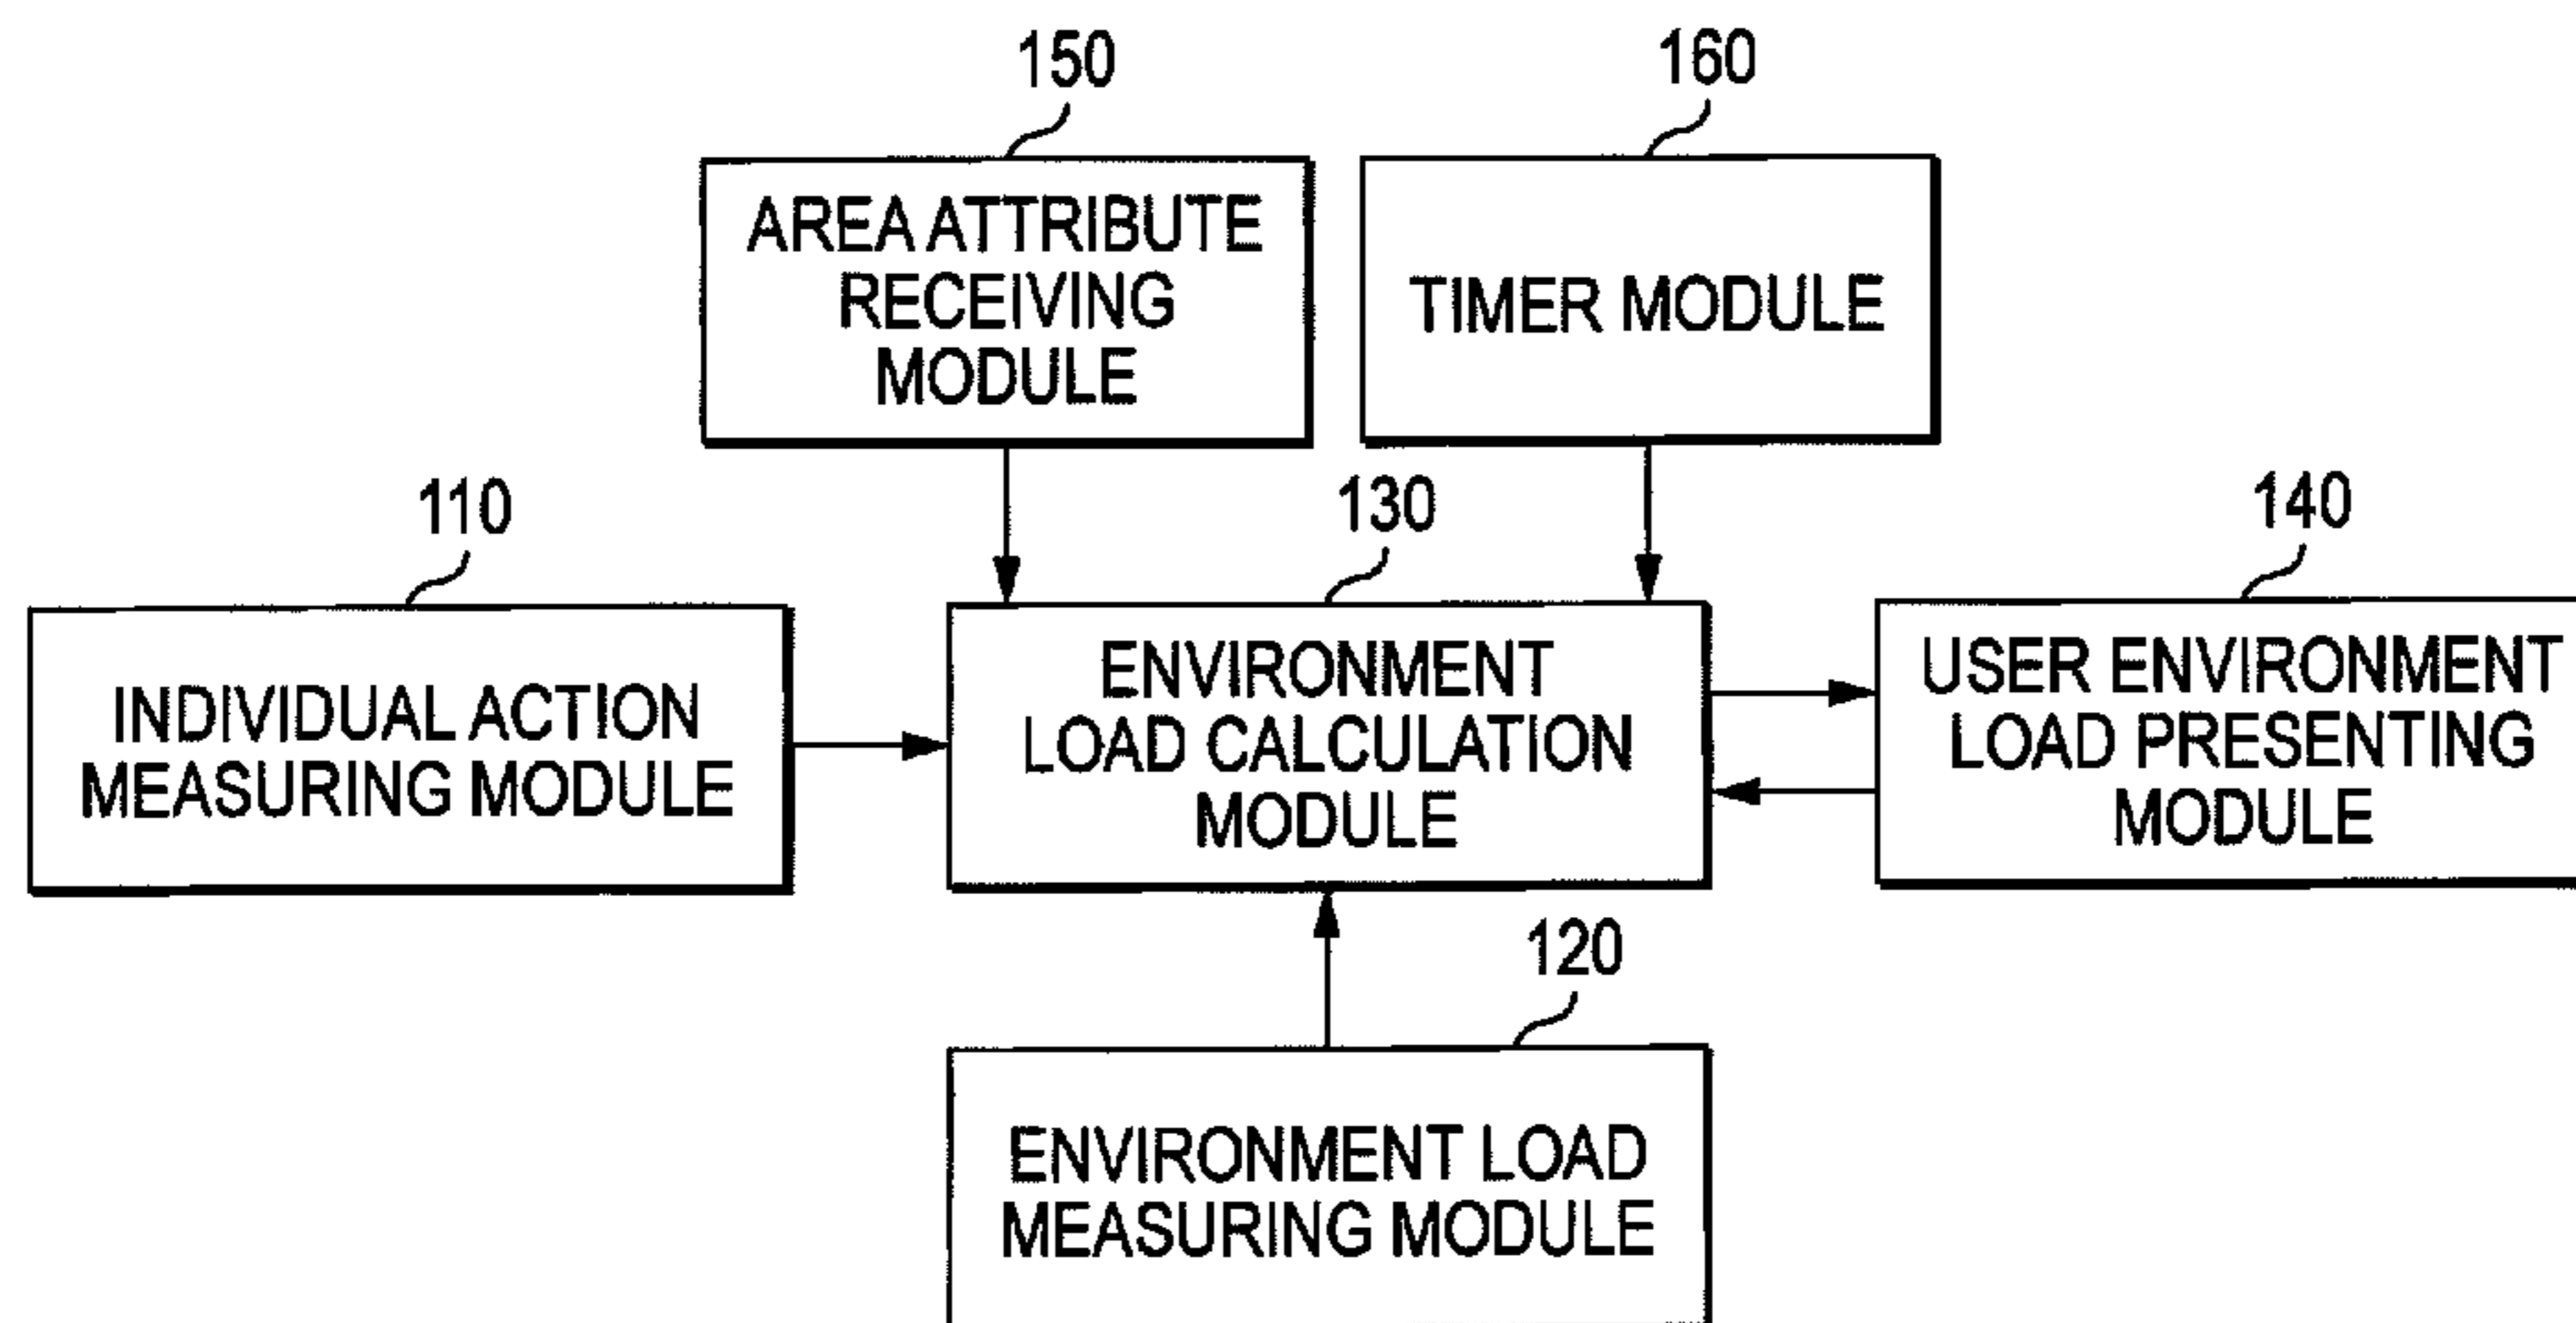 150
160
AREA ATTRIBUTE
RECEIVING
MODULE
TIMER MODULE
110
130
140
INDIVIDUAL ACTION
MEASURING MODULE
ENVIRONMENT
LOAD CALCULATION
MODULE
USER ENVIRONMENT
LOAD PRESENTING
MODULE
120
ENVIRONMENT LOAD
MEASURING MODULE